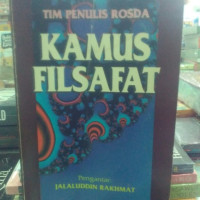 TIM PENULIS ROSDA
KAMUS
FILSAFAT
Pengantar
JALALUDDIN RAKHMAT